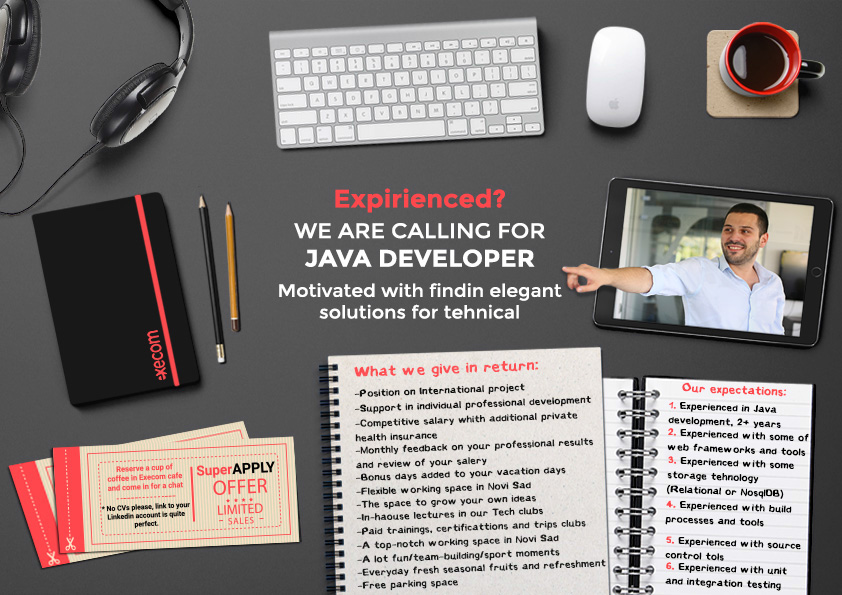 Expirienced?
WE ARE CALLING FOR
JAVA DEVELOPER
Motivated with findin elegant
solutions for tehnical
execom
What we give in return:
-Position on International project
-Support in individual professional development
-Competitive salary whith additional private
health insurance
-Monthly feedback on your professional results
and review of your salery
-Bonus days added to your vacation days
-Flexible working space in Novi Sad
-The space to grow your own ideas
-In-haouse lectures in our Tech clubs
-Paid trainings, certificattions and trips clubs
-A top-notch working space in Novi Sad
-A lot fun/team-building/sport moments
-Everyday fresh seasonal fruits and refreshment
-Free parking space
Our expectations:
1. Experienced in Java
development, 2+ years
2. Experienced with some of
web frameworks and tools
3. Experienced with some
storage tehnology
(Relational or NosqlDB)
4. Experienced with build
processes and tools
5. Experienced with source
control tols
6. Experienced with unit
and integration testing
Reserve a cup of
coffee in Execom cafe
and come in for a chat
* No CVs please, link to your
Linkedin account is quite
perfect.
SuperAPPLY
OFFER
LIMITED
- SALES -